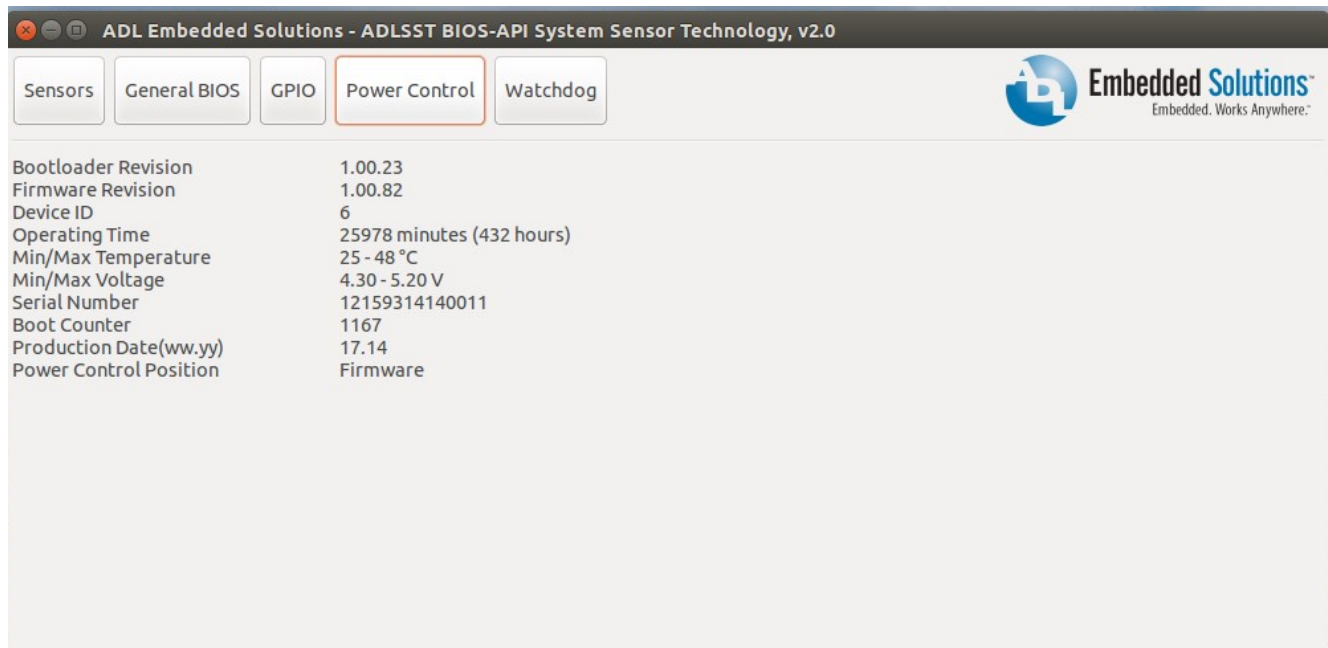 ADL Embedded Solutions - ADLSST BIOS-API System Sensor Technology, v2.0
Sensors General BIOS GPIO Power Control Watchdog
ADL Embedded Solutions™
Embedded. Works Anywhere.™
Bootloader Revision 1.00.23
Firmware Revision 1.00.82
Device ID 6
Operating Time 25978 minutes (432 hours)
Min/Max Temperature 25 - 48 °C
Min/Max Voltage 4.30 - 5.20 V
Serial Number 12159314140011
Boot Counter 1167
Production Date(ww.yy) 17.14
Power Control Position Firmware